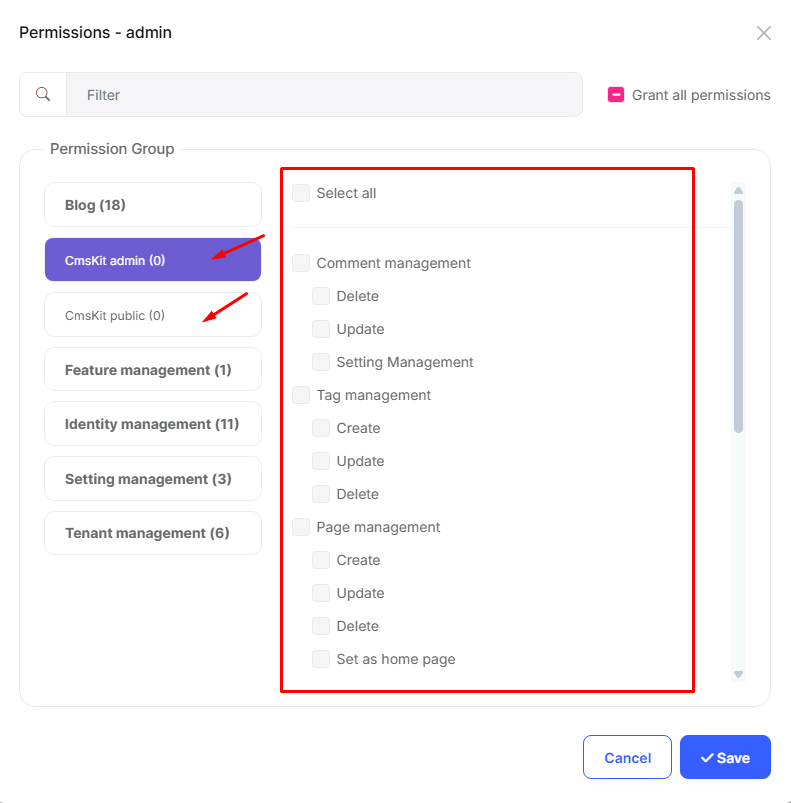 Permissions - admin
Filter
Grant all permissions
Permission Group
Blog (18)
CmsKit admin (0)
CmsKit public (0)
Feature management (1)
Identity management (11)
Setting management (3)
Tenant management (6)
Select all
Comment management
Delete
Update
Setting Management
Tag management
Create
Update
Delete
Page management
Create
Update
Delete
Set as home page
Cancel
Save